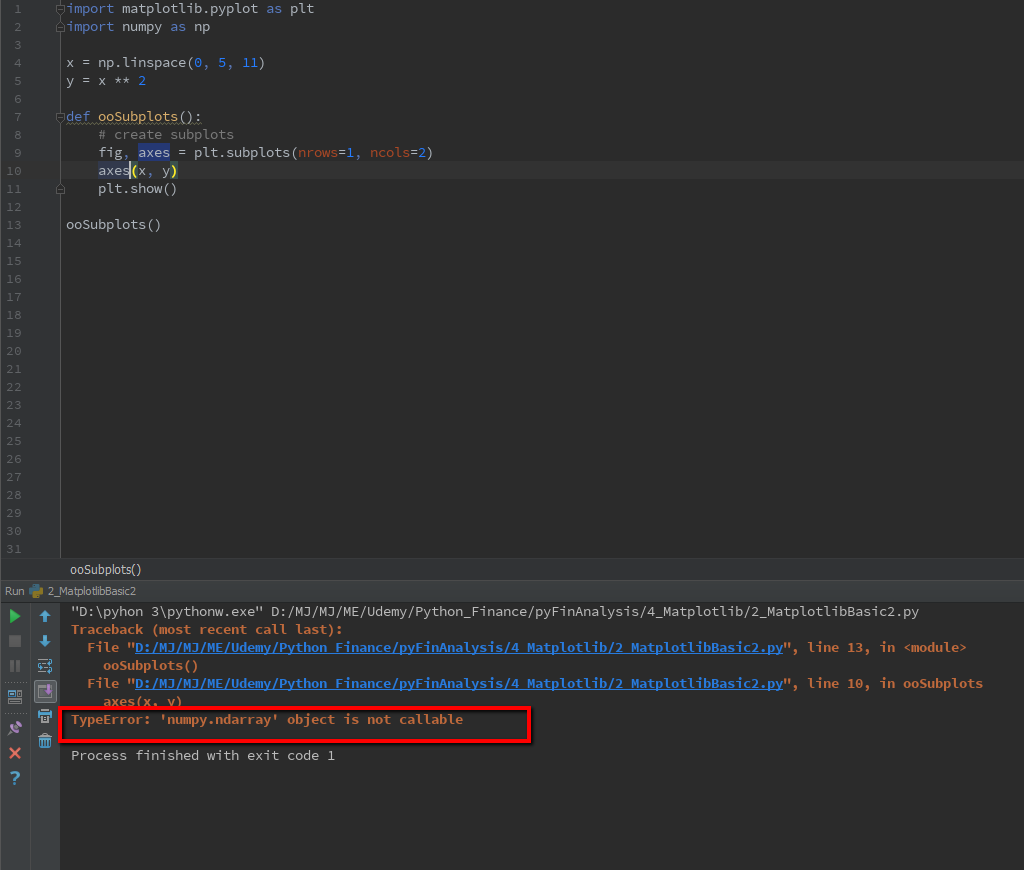 1 import matplotlib.pyplot as plt
2 import numpy as np
3
4 x = np.linspace(0, 5, 11)
5 y = x ** 2
6
7 def ooSubplots():
8 # create subplots
9 fig, axes = plt.subplots(nrows=1, ncols=2)
10 axes(x, y)
11 plt.show()
12
13 ooSubplots()
14
15
16
17
18
19
20
21
22
23
24
25
26
27
28
29
30
31
ooSubplots()
Run 2_MatplotlibBasic2
"D:\pyhon 3\pythonw.exe" D:/MJ/MJ/ME/Udemy/Python_Finance/pyFinAnalysis/4_Matplotlib/2_MatplotlibBasic2.py
Traceback (most recent call last):
File "D:/MJ/MJ/ME/Udemy/Python_Finance/pyFinAnalysis/4_Matplotlib/2_MatplotlibBasic2.py", line 13, in <module>
ooSubplots()
File "D:/MJ/MJ/ME/Udemy/Python_Finance/pyFinAnalysis/4_Matplotlib/2_MatplotlibBasic2.py", line 10, in ooSubplots
axes(x, y)
TypeError: 'numpy.ndarray' object is not callable
Process finished with exit code 1